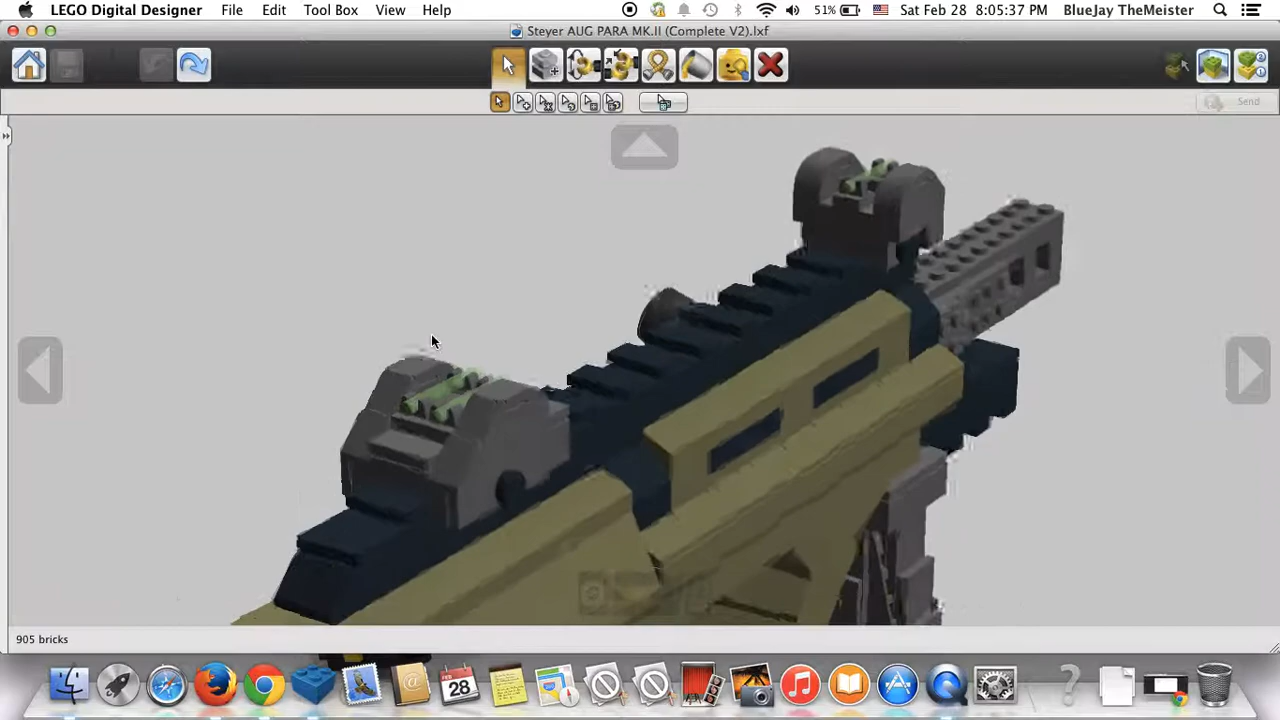 LEGO Digital Designer File Edit Tool Box View Help 51% Sat Feb 28 8:05:37 PM BlueJay TheMeister
Steyer AUG PARA MK.II (Complete V2).lxf
Send
905 bricks
FEB
28